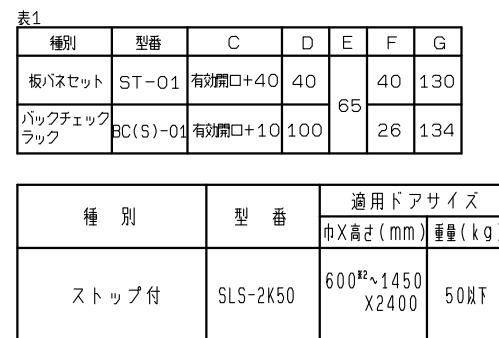 表1
種別 型番 C D E F G
板バネセット ST-01 有効開口+40 40 65 40 130
バックチェック
ラック BC(S)-01 有効開口+10 100 26 134
種 別 型 番 適用ドアサイズ
巾X高さ(mm) 重量(kg)
ストップ付 SLS-2K50 600※2~1450
X2400 50以下